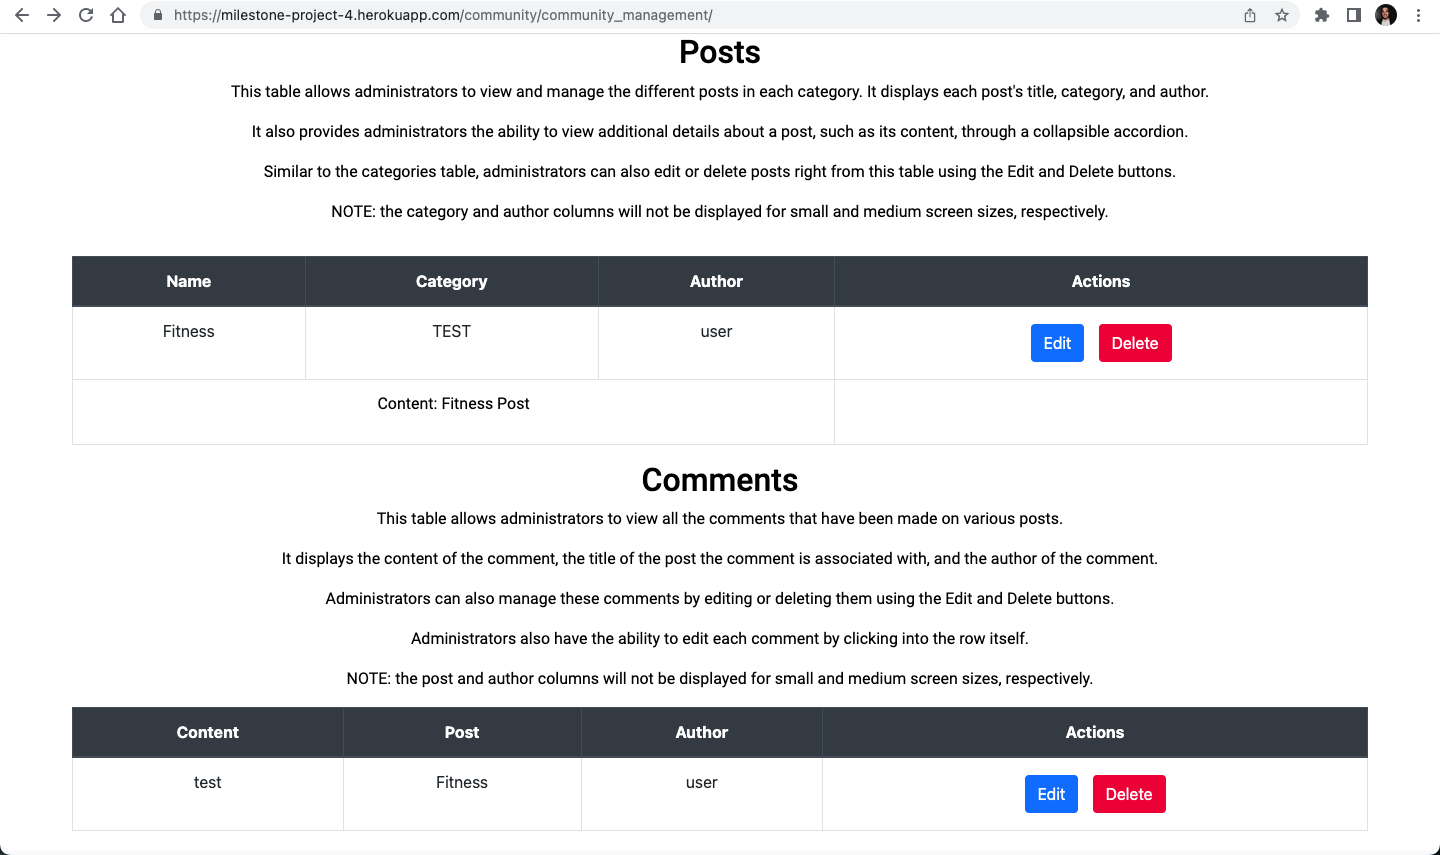 https://milestone-project-4.herokuapp.com/community/community_management/
Posts
This table allows administrators to view and manage the different posts in each category. It displays each post's title, category, and author.
It also provides administrators the ability to view additional details about a post, such as its content, through a collapsible accordion.
Similar to the categories table, administrators can also edit or delete posts right from this table using the Edit and Delete buttons.
NOTE: the category and author columns will not be displayed for small and medium screen sizes, respectively.
Name Category Author Actions
Fitness TEST user Edit Delete
Content: Fitness Post
Comments
This table allows administrators to view all the comments that have been made on various posts.
It displays the content of the comment, the title of the post the comment is associated with, and the author of the comment.
Administrators can also manage these comments by editing or deleting them using the Edit and Delete buttons.
Administrators also have the ability to edit each comment by clicking into the row itself.
NOTE: the post and author columns will not be displayed for small and medium screen sizes, respectively.
Content Post Author Actions
test Fitness user Edit Delete